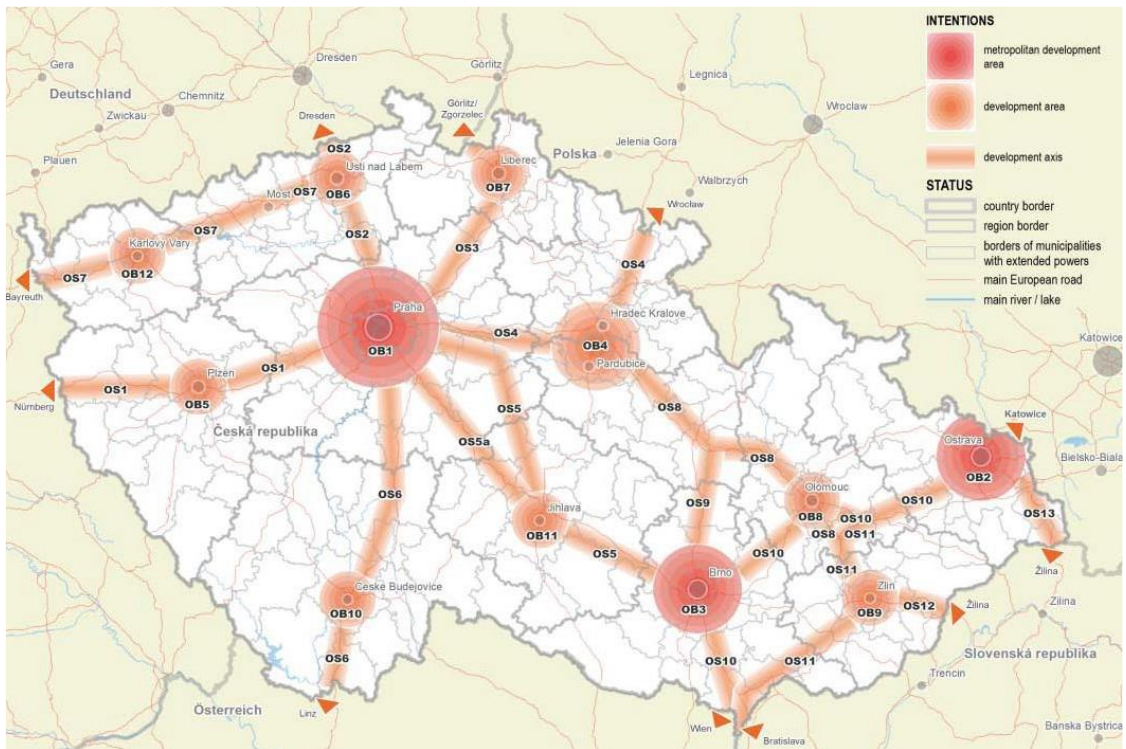 INTENTIONS
metropolitan development
area
development area
development axis
STATUS
country border
region border
borders of municipalities
with extended powers
main European road
main river / lake
Gera
Deutschland
Chemnitz
Zwickau
Plauen
Dresden
Dresden
Görlitz
Görlitz/
Zgorzelec
Legnica
Wroclaw
Jelenia Gora
Polska
Walbrzych
Wrocław
OS2
Usti nad Labem
OB6
Liberec
OB7
Most
OS7
OS7
Karlovy Vary
OB12
OS7
Bayreuth
OS2
OS3
OS4
Praha
OB1
OS4
Hradec Kralove
OB4
Pardubice
Katowice
OS1
OS1
Plzen
OB5
Nürnberg
Česká republika
OS5
OS5a
OS8
OS8
Katowice
Ostrava
OB2
Bielsko-Biala
OS6
OS9
Olomouc
OB8
OS10
OS10
OS8
OS11
OS13
Jihlava
OB11
OS5
OS10
OS11
Žilina
Brno
OB3
Zlin
OB9
OS12
Žilina
Zilina
Ceske Budejovice
OB10
OS6
OS10
OS11
Slovenská republika
Trencin
Österreich
Linz
Wien
Bratislava
Banska Bystrica